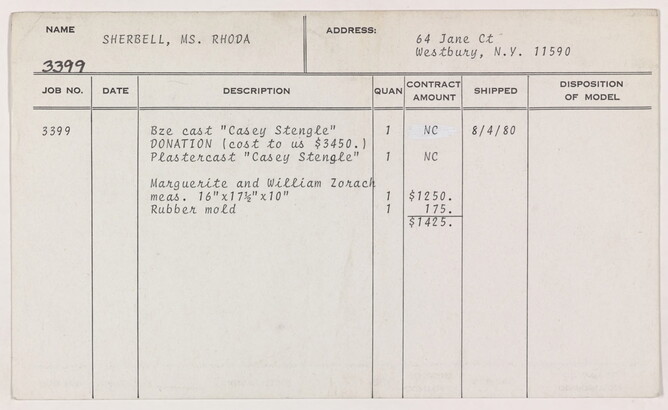 NAME SHERBELL, MS. RHODA ADDRESS: 64 Jane Ct
Westbury, N.Y. 11590
3399
JOB NO. DATE DESCRIPTION QUAN CONTRACT AMOUNT SHIPPED DISPOSITION OF MODEL
3399 Bze cast "Casey Stengle" 1 NC 8/4/80
DONATION (cost to us $3450.)
Plastercast "Casey Stengle" 1 NC
Marguerite and William Zorach
meas. 16"x17½"x10" 1 $1250.
Rubber mold 1 175.
$1425.